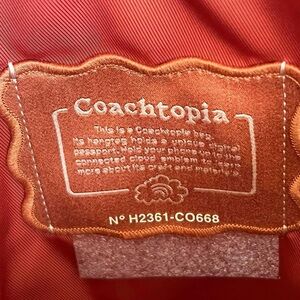 Coachtopia
This is a Coachtopia bag.
Its hangtag holds a unique digital
passport. Hold your phone up to the
connected cloud emblem to learn
more about its craft and materials.
Nº H2361-CO668